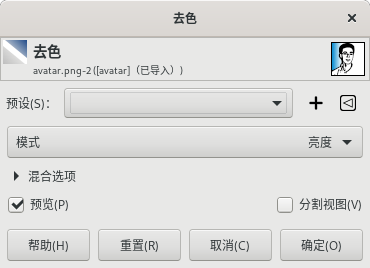 去色
去色
avatar.png-2 ([avatar]（已导入）)
预设(S)：
模式 亮度
混合选项
预览(P) 分割视图(V)
帮助(H) 重置(R) 取消(C) 确定(O)